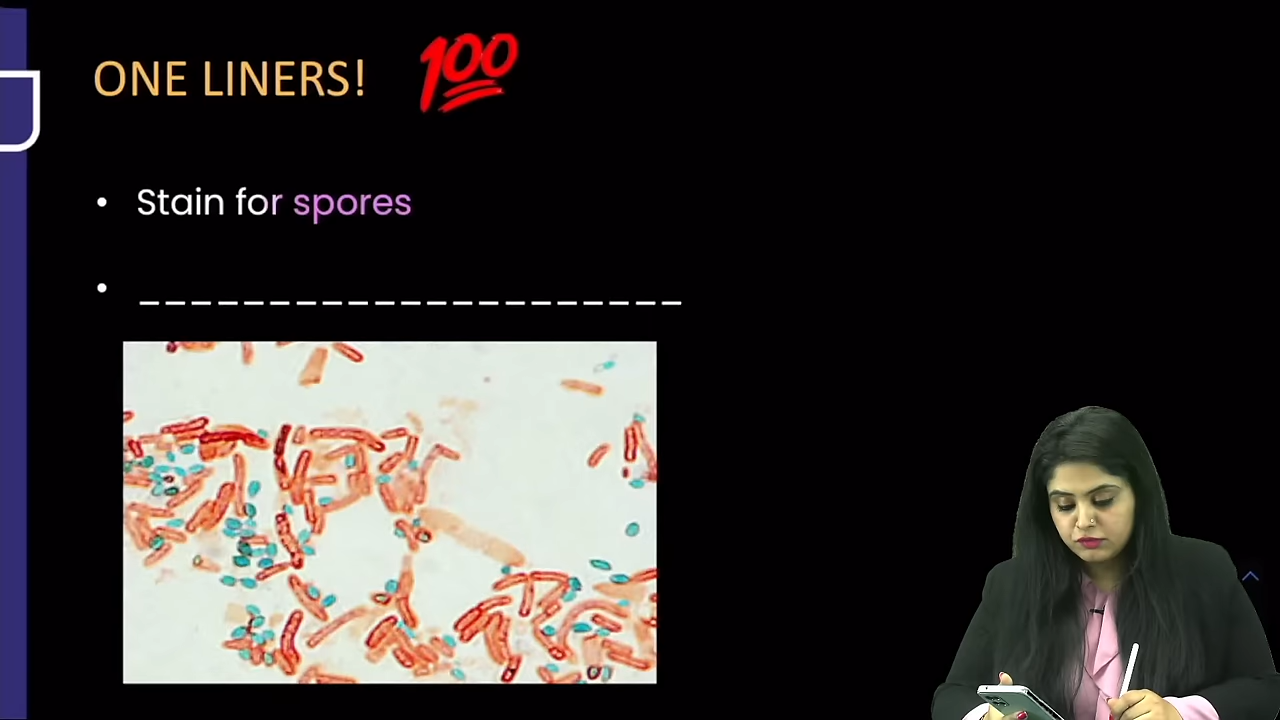 ONE LINERS! 💯
• Stain for spores
• _ _ _ _ _ _ _ _ _ _ _ _ _ _ _ _ _ _ _ _ _